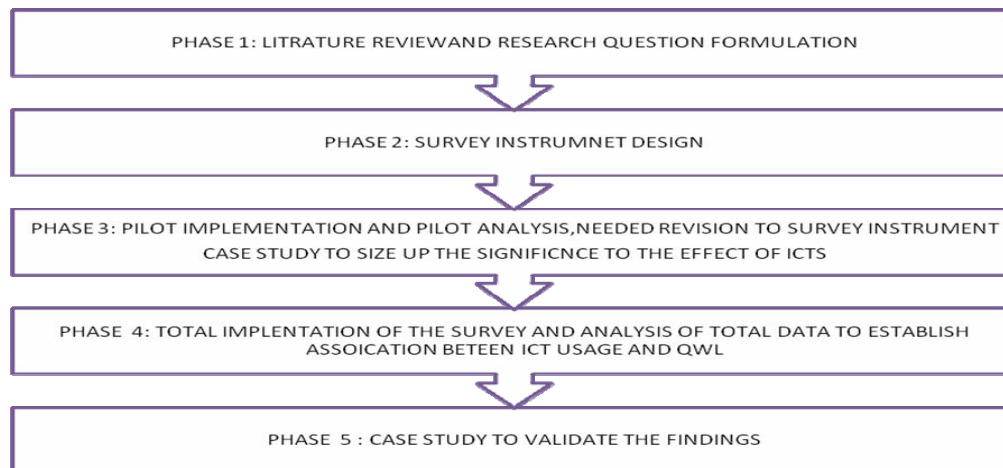 PHASE 1: LITRATURE REVIEWAND RESEARCH QUESTION FORMULATION
PHASE 2: SURVEY INSTRUMNET DESIGN
PHASE 3: PILOT IMPLEMENTATION AND PILOT ANALYSIS,NEEDED REVISION TO SURVEY INSTRUMENT
CASE STUDY TO SIZE UP THE SIGNIFICNCE TO THE EFFECT OF ICTS
PHASE 4: TOTAL IMPLENTATION OF THE SURVEY AND ANALYSIS OF TOTAL DATA TO ESTABLISH
ASSOICATION BETEEN ICT USAGE AND QWL
PHASE 5 : CASE STUDY TO VALIDATE THE FINDINGS